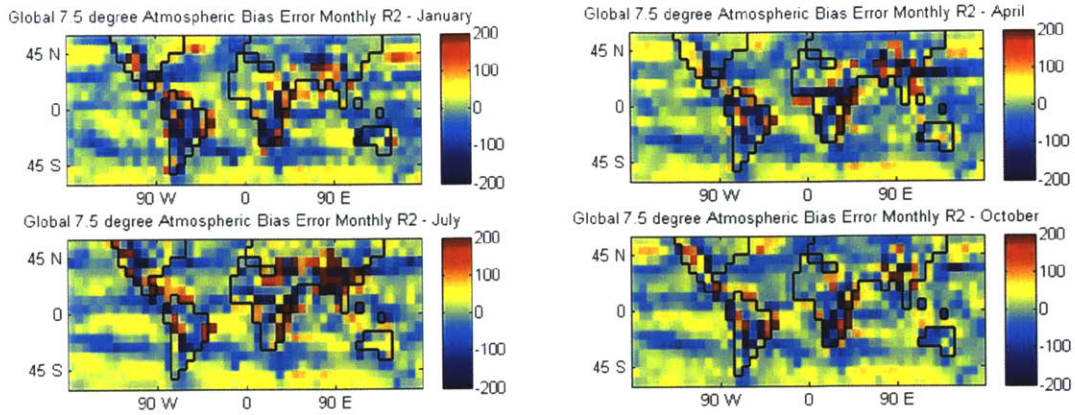 Global 7.5 degree Atmospheric Bias Error Monthly R2 - January
45 N
0
45 S
90 W 0 90 E
200
100
0
-100
-200
Global 7.5 degree Atmospheric Bias Error Monthly R2 - April
45 N
0
45 S
90 W 0 90 E
200
100
0
-100
-200
Global 7.5 degree Atmospheric Bias Error Monthly R2 - July
45 N
0
45 S
90 W 0 90 E
200
100
0
-100
-200
Global 7.5 degree Atmospheric Bias Error Monthly R2 - October
45 N
0
45 S
90 W 0 90 E
200
100
0
-100
-200